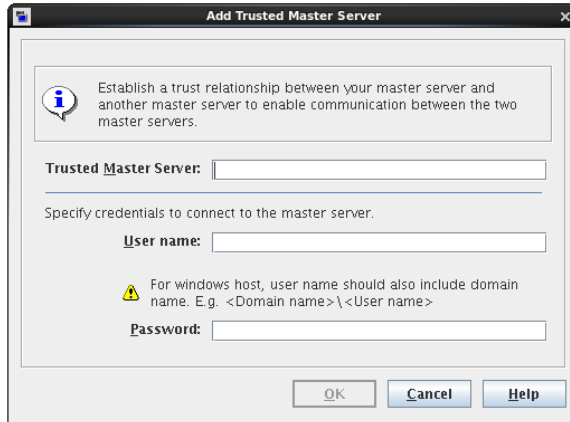 Add Trusted Master Server
Establish a trust relationship between your master server and
another master server to enable communication between the two
master servers.
Trusted Master Server:
Specify credentials to connect to the master server.
User name:
For windows host, user name should also include domain
name. E.g. <Domain name>\<User name>
Password:
OK Cancel Help